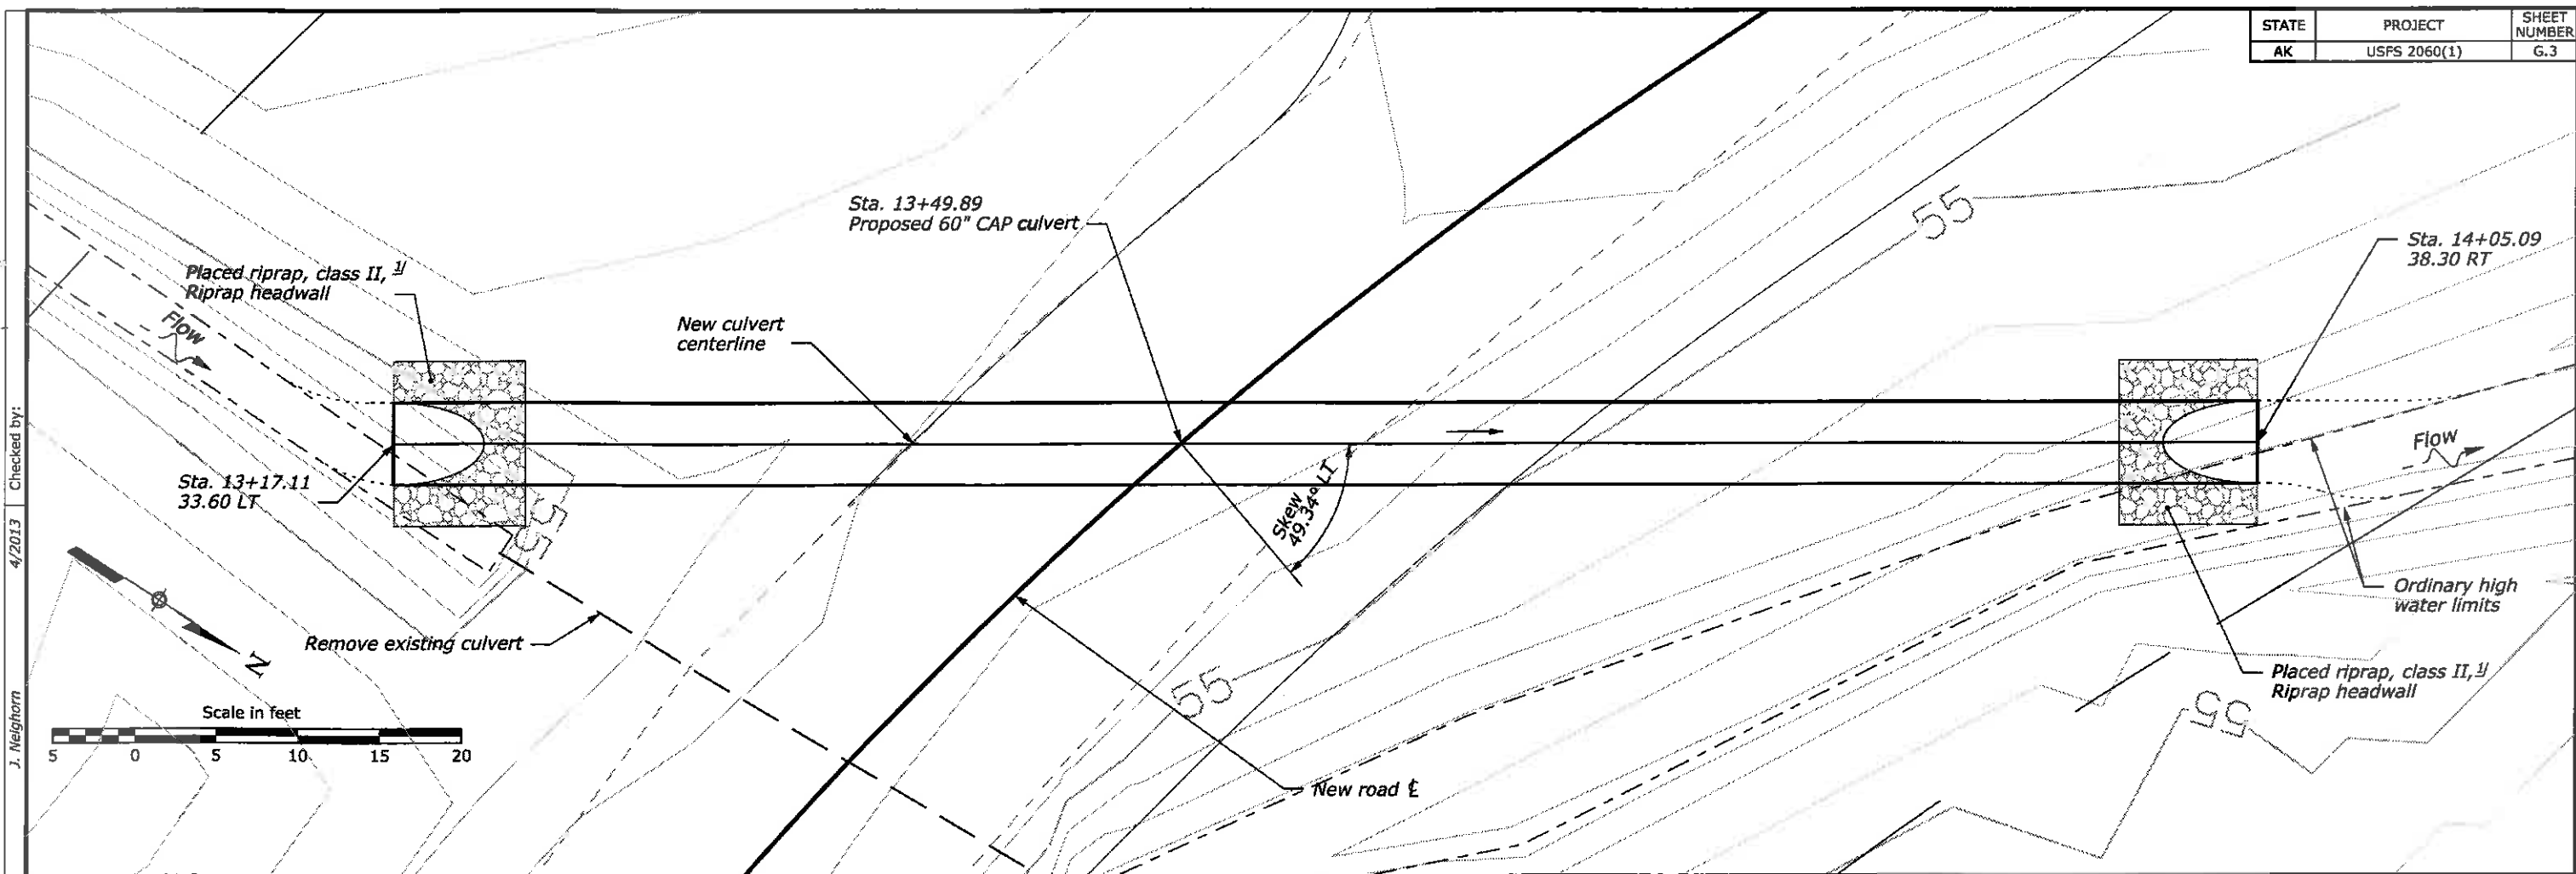 STATE
PROJECT
SHEET
NUMBER
AK
USFS 2060(1)
G.3
Sta. 13+49.89
Proposed 60" CAP culvert
55
Sta. 14+05.09
38.30 RT
Placed riprap, class II, 1/
Riprap headwall
Flow
New culvert
centerline
Flow
Sta. 13+17.11
33.60 LT
Skew
49.34° LT
55
Ordinary high
water limits
N
Remove existing culvert
55
Placed riprap, class II, 1/
Riprap headwall
55
Scale in feet
5 0 5 10 15 20
New road ℄
Checked by:
4/2013
J. Neighorn